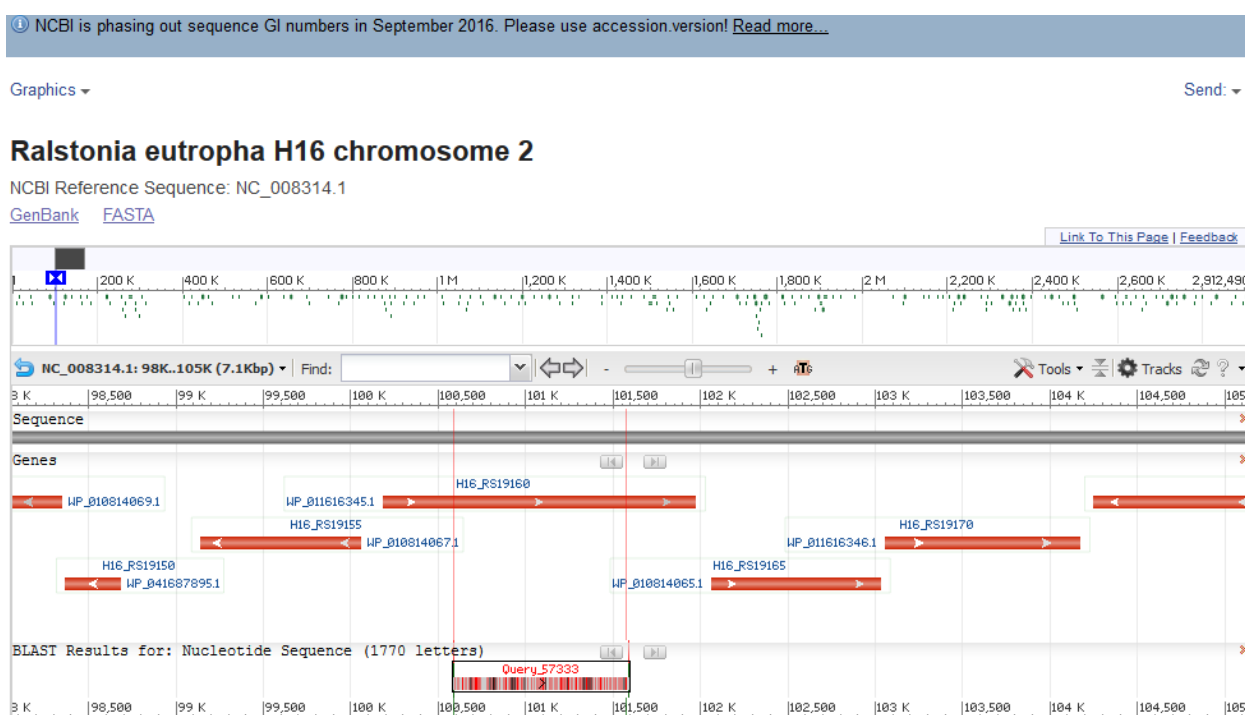 NCBI is phasing out sequence GI numbers in September 2016. Please use accession.version! Read more...
Graphics
Send:
Ralstonia eutropha H16 chromosome 2
NCBI Reference Sequence: NC_008314.1
GenBank FASTA
Link To This Page | Feedback
200 K 400 K 600 K 800 K 1 M 1,200 K 1,400 K 1,600 K 1,800 K 2 M 2,200 K 2,400 K 2,600 K 2,912,490
NC_008314.1: 98K..105K (7.1Kbp) Find: - + ATG Tools Tracks ?
98,500 99 K 99,500 100 K 100,500 101 K 101,500 102 K 102,500 103 K 103,500 104 K 104,500
Sequence
Genes
H16_RS19160
WP_010814069.1 WP_011616345.1
H16_RS19155 H16_RS19170
WP_010814067.1 WP_011616346.1
H16_RS19150 H16_RS19165
WP_041687895.1 WP_010814065.1
BLAST Results for: Nucleotide Sequence (1770 letters)
Query_57333
98,500 99 K 99,500 100 K 100,500 101 K 101,500 102 K 102,500 103 K 103,500 104 K 104,500